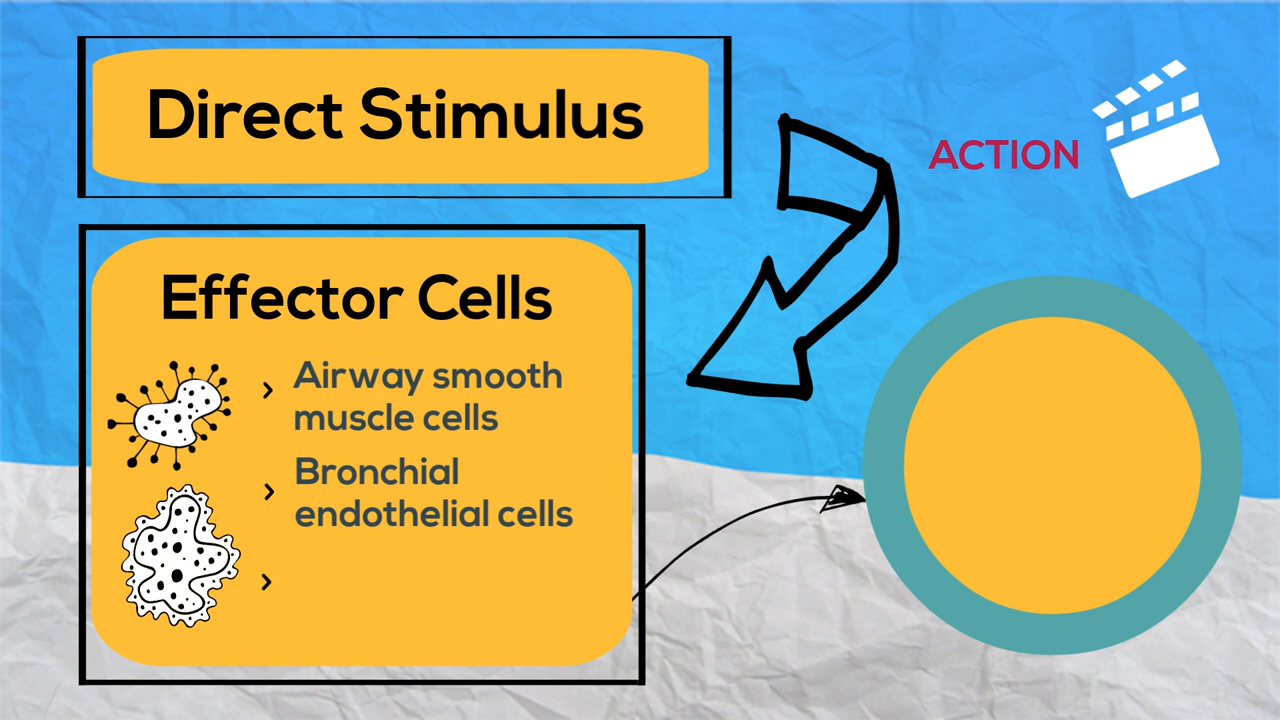 Direct Stimulus
ACTION
Effector Cells
Airway smooth
muscle cells
Bronchial
endothelial cells